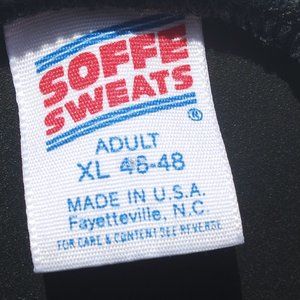 SOFFE
SWEATS
®
ADULT
XL 46-48
MADE IN U.S.A.
Fayetteville, N.C.
FOR CARE & CONTENT SEE REVERSE